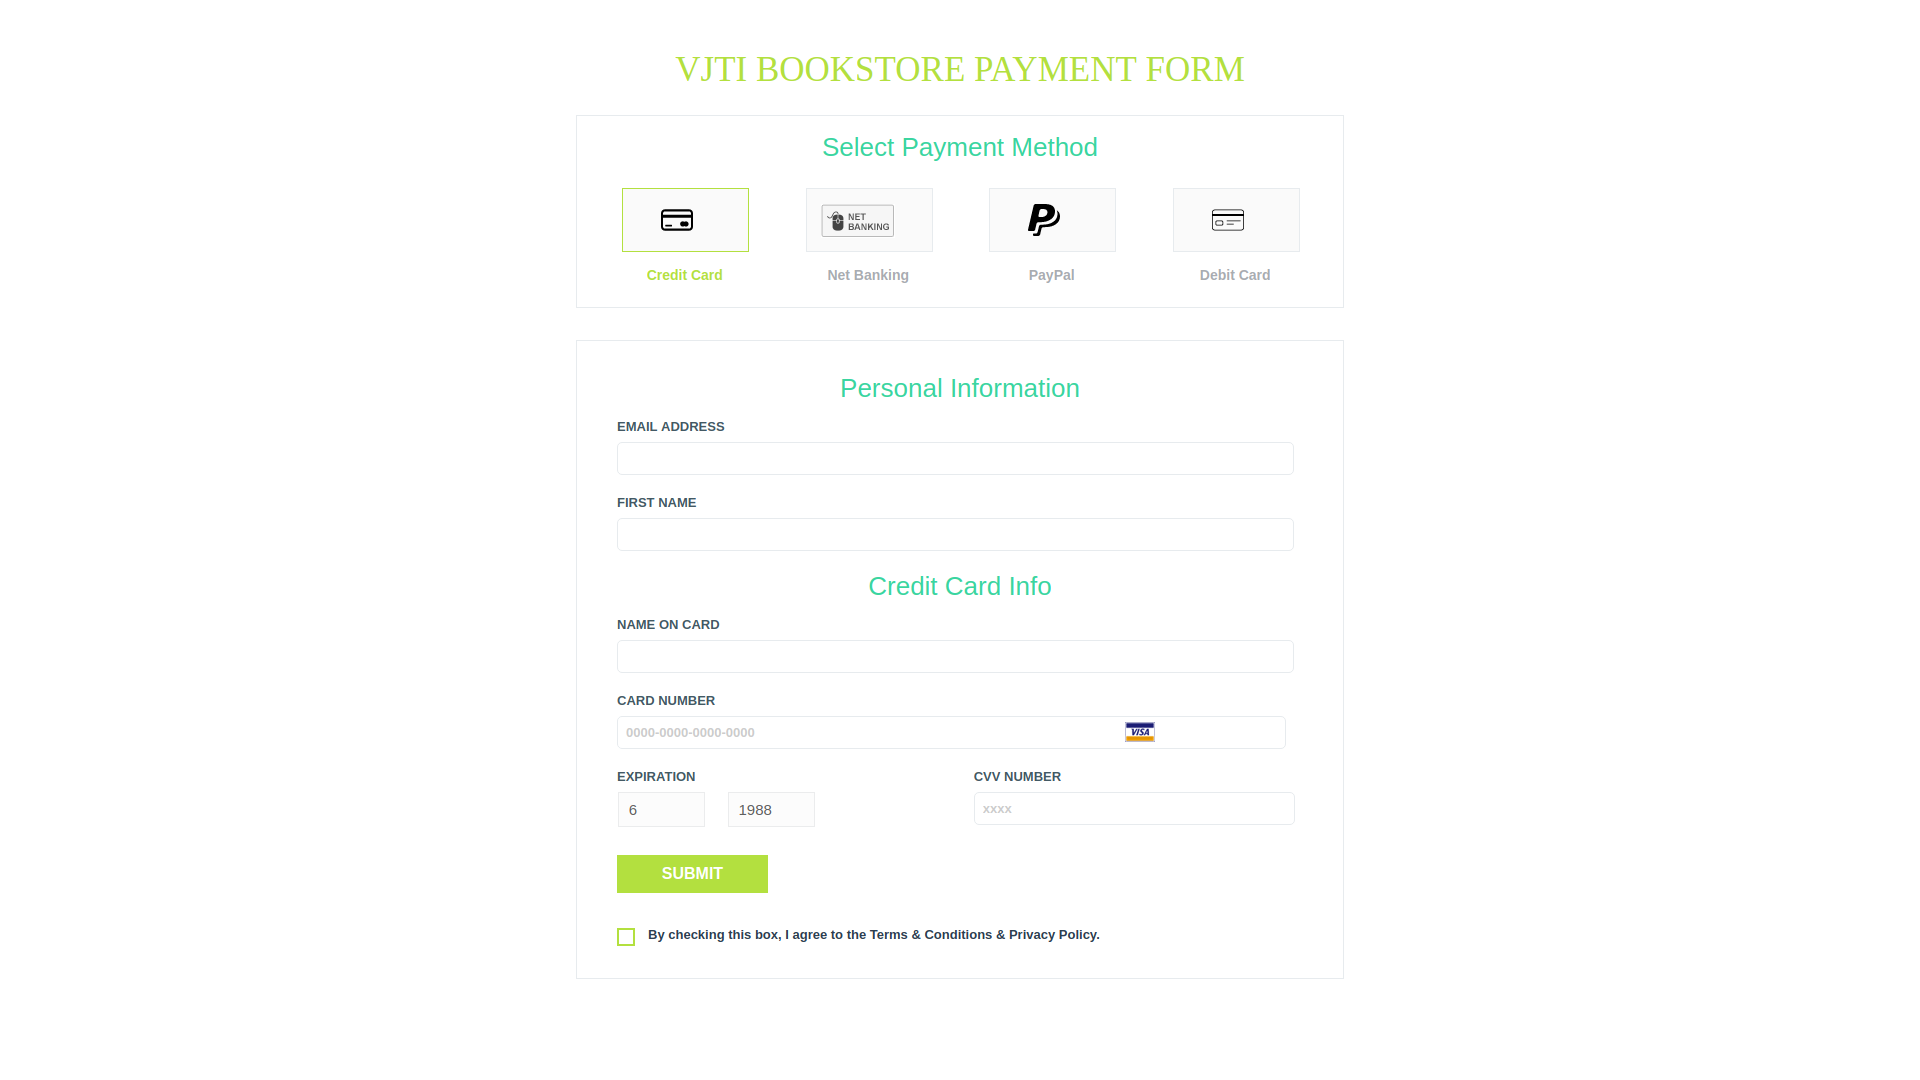 VJTI BOOKSTORE PAYMENT FORM
Select Payment Method
NET
BANKING
Credit Card
Net Banking
PayPal
Debit Card
Personal Information
EMAIL ADDRESS
FIRST NAME
Credit Card Info
NAME ON CARD
CARD NUMBER
0000-0000-0000-0000
VISA
EXPIRATION
CVV NUMBER
6
1988
xxxx
SUBMIT
By checking this box, I agree to the Terms & Conditions & Privacy Policy.